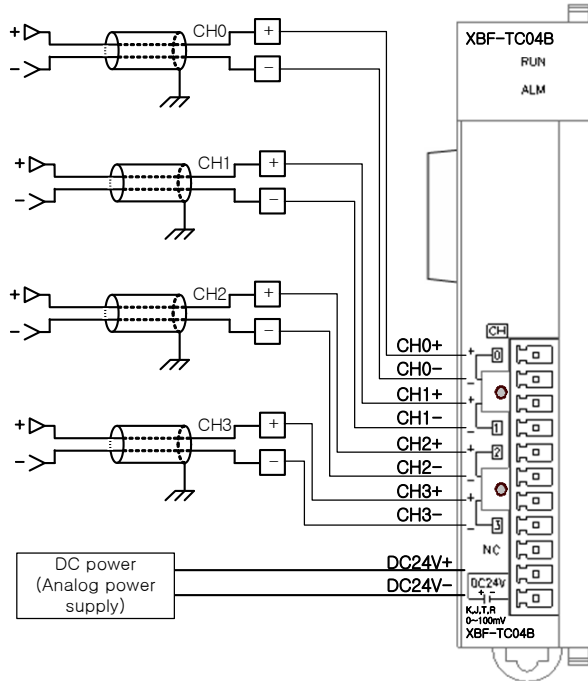 XBF-TC04B
RUN
ALM
+
-
CH0
+
-
+
-
CH1
+
-
+
-
CH2
+
-
+
-
CH3
+
-
CH
CH0+
+
0
CH0-
-
CH1+
+
CH1-
-
1
CH2+
+
2
CH2-
-
CH3+
+
CH3-
-
3
NC
DC power
(Analog power
supply)
DC24V+
DC24V-
DC24V
+ -
K.J.T.R
0~100mV
XBF-TC04B